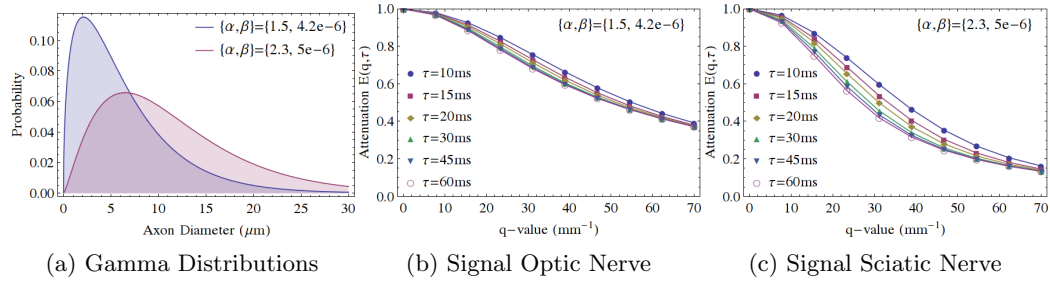 {α,β}={1.5, 4.2e-6}
{α,β}={2.3, 5e-6}
Probability
0.10
0.08
0.06
0.04
0.02
0.00
0 5 10 15 20 25 30
Axon Diameter (μm)
(a) Gamma Distributions
{α,β}={1.5, 4.2e-6}
Attenuation E(q,τ)
1.0
0.8
0.6
0.4
0.2
0.0
τ=10ms
τ=15ms
τ=20ms
τ=30ms
τ=45ms
τ=60ms
0 10 20 30 40 50 60 70
q-value (mm⁻¹)
(b) Signal Optic Nerve
{α,β}={2.3, 5e-6}
Attenuation E(q,τ)
1.0
0.8
0.6
0.4
0.2
0.0
τ=10ms
τ=15ms
τ=20ms
τ=30ms
τ=45ms
τ=60ms
0 10 20 30 40 50 60 70
q-value (mm⁻¹)
(c) Signal Sciatic Nerve